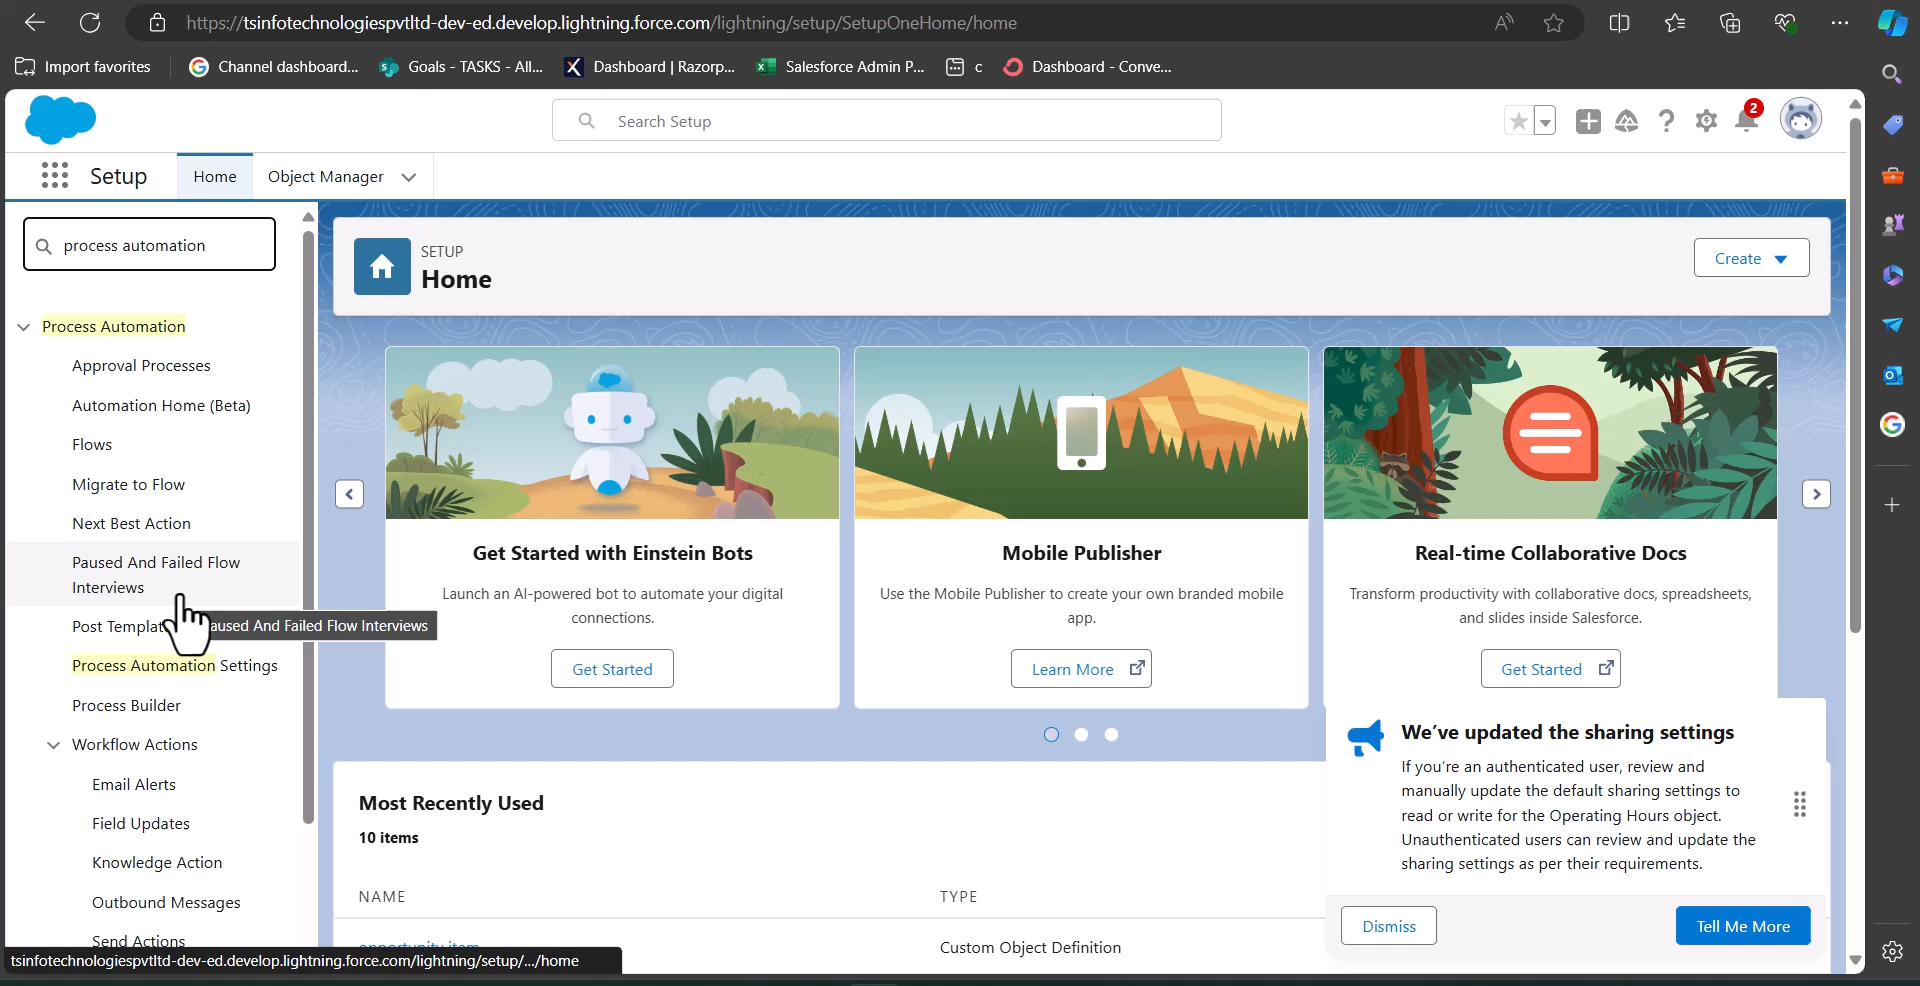 https://tsinfotechnologiespvtltd-dev-ed.develop.lightning.force.com/lightning/setup/SetupOneHome/home
Import favorites
Channel dashboard...
Goals - TASKS - All...
Dashboard | Razorp...
Salesforce Admin P...
c
Dashboard - Conve...
Search Setup
2
Setup
Home
Object Manager
process automation
SETUP
Home
Create
Process Automation
Approval Processes
Automation Home (Beta)
Flows
Migrate to Flow
Next Best Action
Paused And Failed Flow
Interviews
Post
aused And Failed Flow Interviews
Process Automation Settings
Process Builder
Workflow Actions
Email Alerts
Field Updates
Knowledge Action
Outbound Messages
Send Actions
Get Started with Einstein Bots
Launch an AI-powered bot to automate your digital
connections.
Get Started
Mobile Publisher
Use the Mobile Publisher to create your own branded mobile
app.
Learn More
Real-time Collaborative Docs
Transform productivity with collaborative docs, spreadsheets,
and slides inside Salesforce.
Get Started
Most Recently Used
10 items
NAME
TYPE
opportunity item
Custom Object Definition
We've updated the sharing settings
If you're an authenticated user, review and
manually update the default sharing settings to
read or write for the Operating Hours object.
Unauthenticated users can review and update the
sharing settings as per their requirements.
Dismiss
Tell Me More
tsinfotechnologiespvtltd-dev-ed.develop.lightning.force.com/lightning/setup/.../home